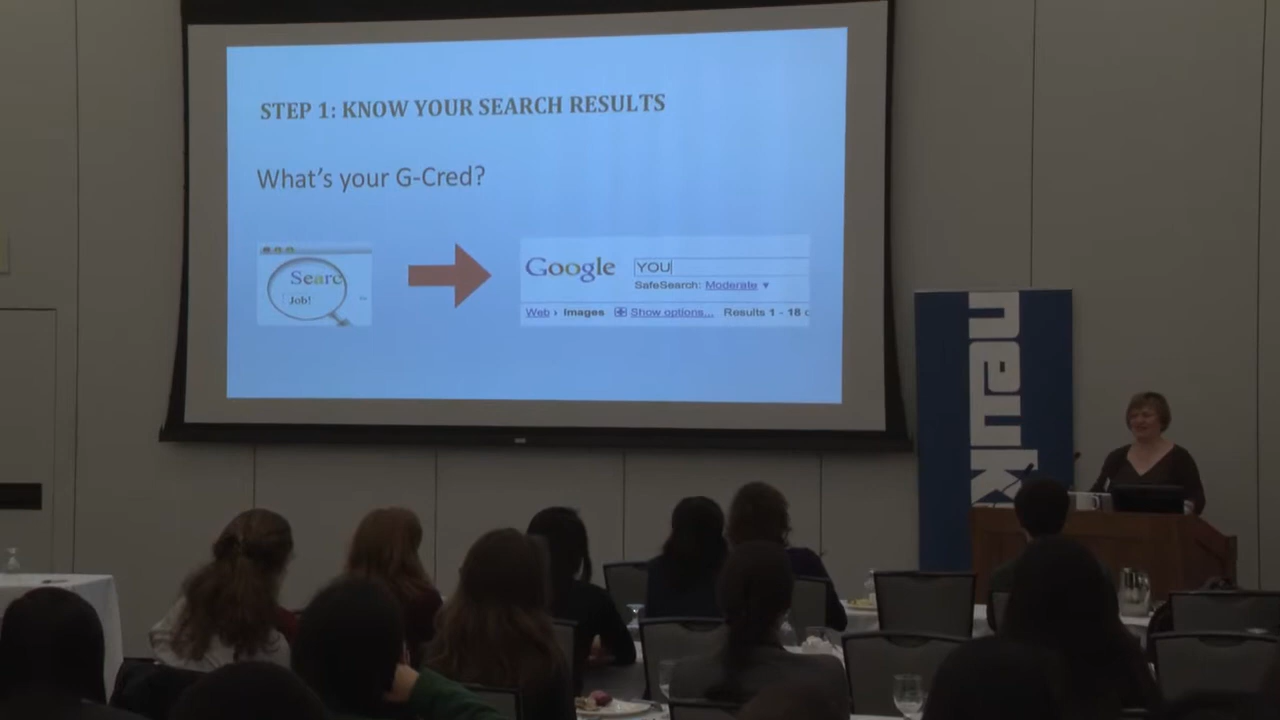 STEP 1: KNOW YOUR SEARCH RESULTS
What's your G-Cred?
Searc
Job!
Google YOU
SafeSearch: Moderate ▼
Web › Images Show options... Results 1 - 18